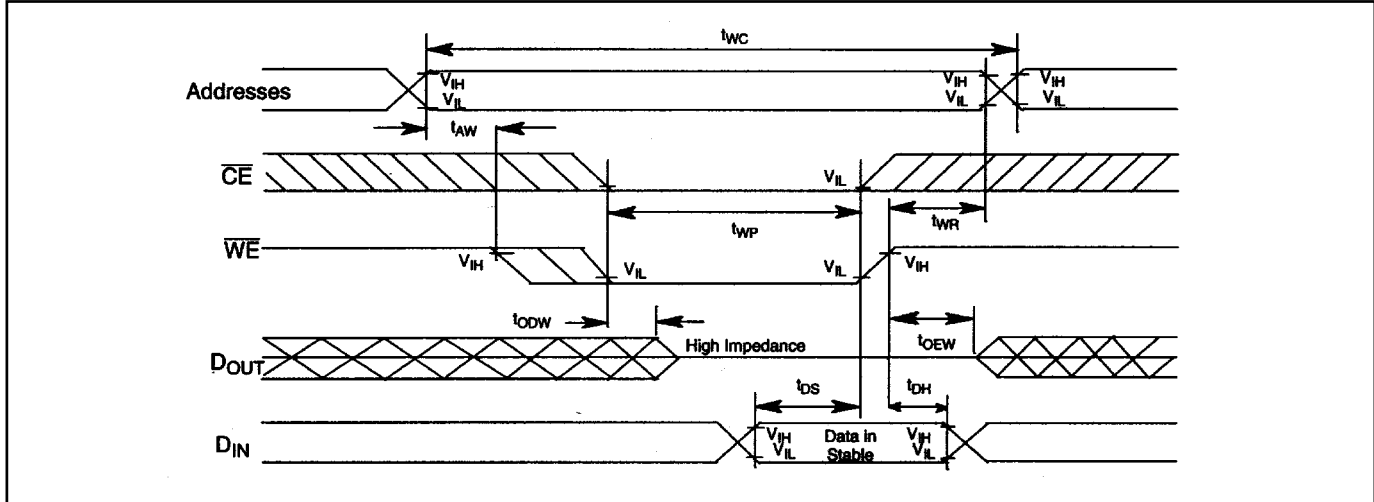 tWC
Addresses VIH VIL VIH VIL VIH VIL
tAW
CE VIL
tWP tWR
WE VIH VIL VIL VIH
tODW tOEW
DOUT High Impedance
tDS tDH
DIN VIH VIL Data in Stable VIH VIL